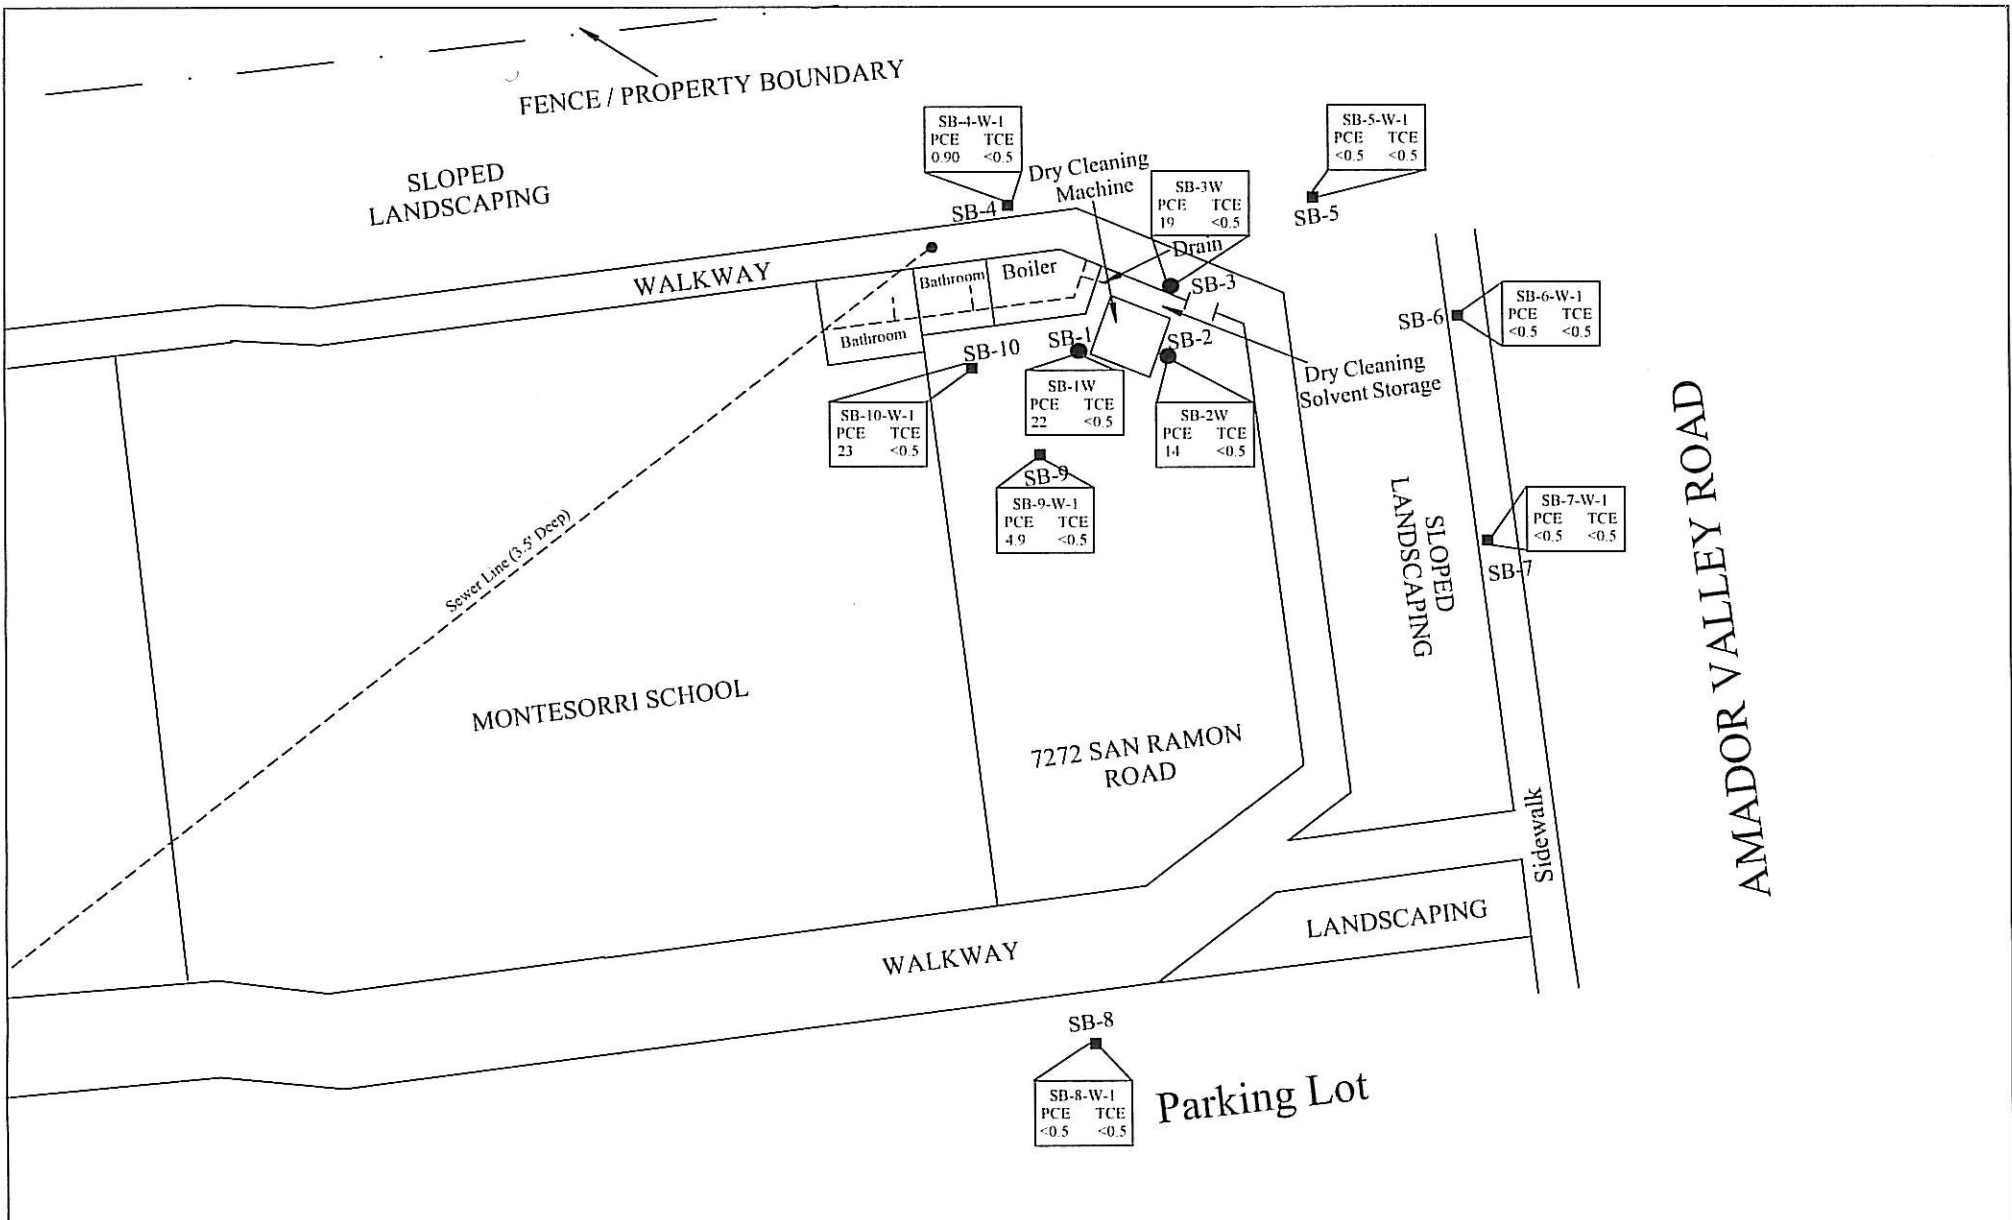 FENCE / PROPERTY BOUNDARY
SLOPED
LANDSCAPING
SB-4-W-1
PCE TCE
0.90 <0.5
SB-4
Dry Cleaning
Machine
SB-3W
PCE TCE
19 <0.5
Drain
SB-3
SB-5-W-1
PCE TCE
<0.5 <0.5
SB-5
WALKWAY
Bathroom
Boiler
Bathroom
SB-6-W-1
PCE TCE
<0.5 <0.5
SB-6
SB-10
SB-1
SB-2
Dry Cleaning
Solvent Storage
SB-10-W-1
PCE TCE
23 <0.5
SB-1W
PCE TCE
22 <0.5
SB-2W
PCE TCE
14 <0.5
SB-9
SB-9-W-1
PCE TCE
4.9 <0.5
SLOPED
LANDSCAPING
SB-7-W-1
PCE TCE
<0.5 <0.5
SB-7
AMADOR VALLEY ROAD
Sewer Line (3.5' Deep)
MONTESORRI SCHOOL
7272 SAN RAMON
ROAD
Sidewalk
LANDSCAPING
WALKWAY
SB-8
SB-8-W-1
PCE TCE
<0.5 <0.5
Parking Lot